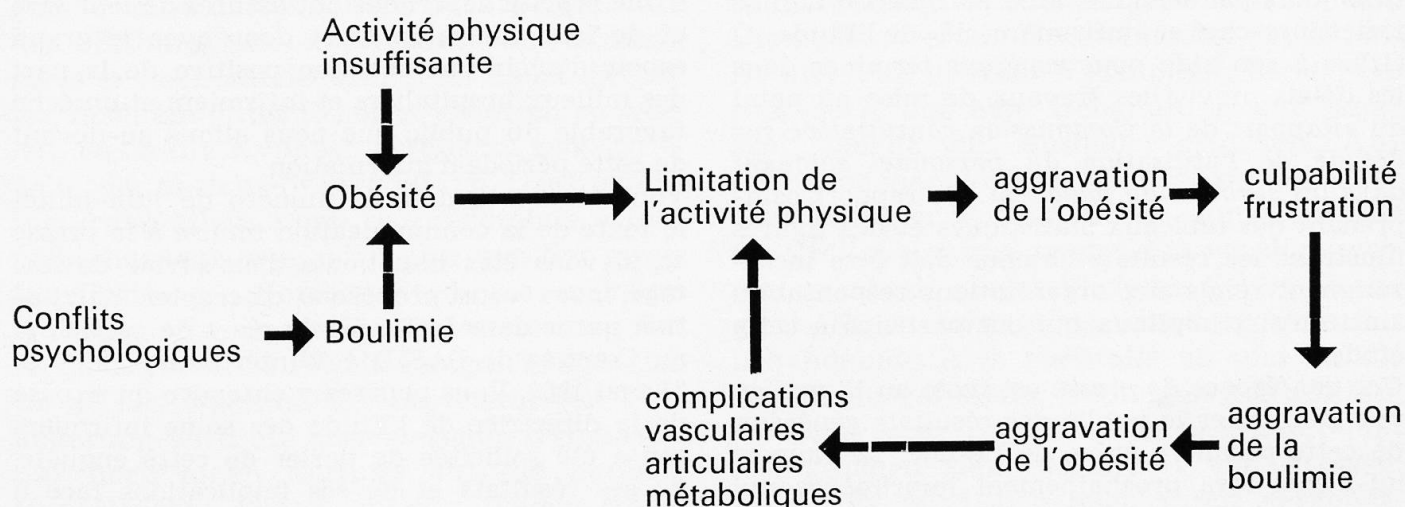 Activité physique
insuffisante
Obésité
Limitation de
l'activité physique
aggravation
de l'obésité
culpabilité
frustration
Conflits
psychologiques
Boulimie
complications
vasculaires
articulaires
métaboliques
aggravation
de l'obésité
aggravation
de la
boulimie